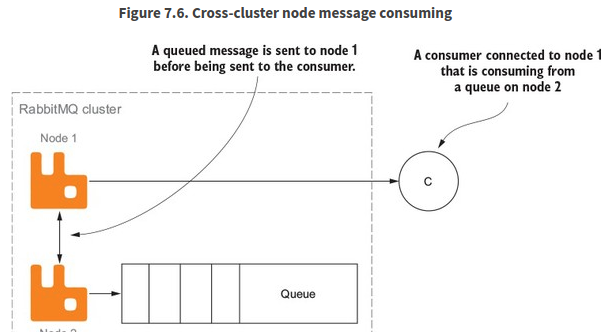 Figure 7.6. Cross-cluster node message consuming
A queued message is sent to node 1
before being sent to the consumer.
A consumer connected to node 1
that is consuming from
a queue on node 2
RabbitMQ cluster
Node 1
C
Queue
Node 2